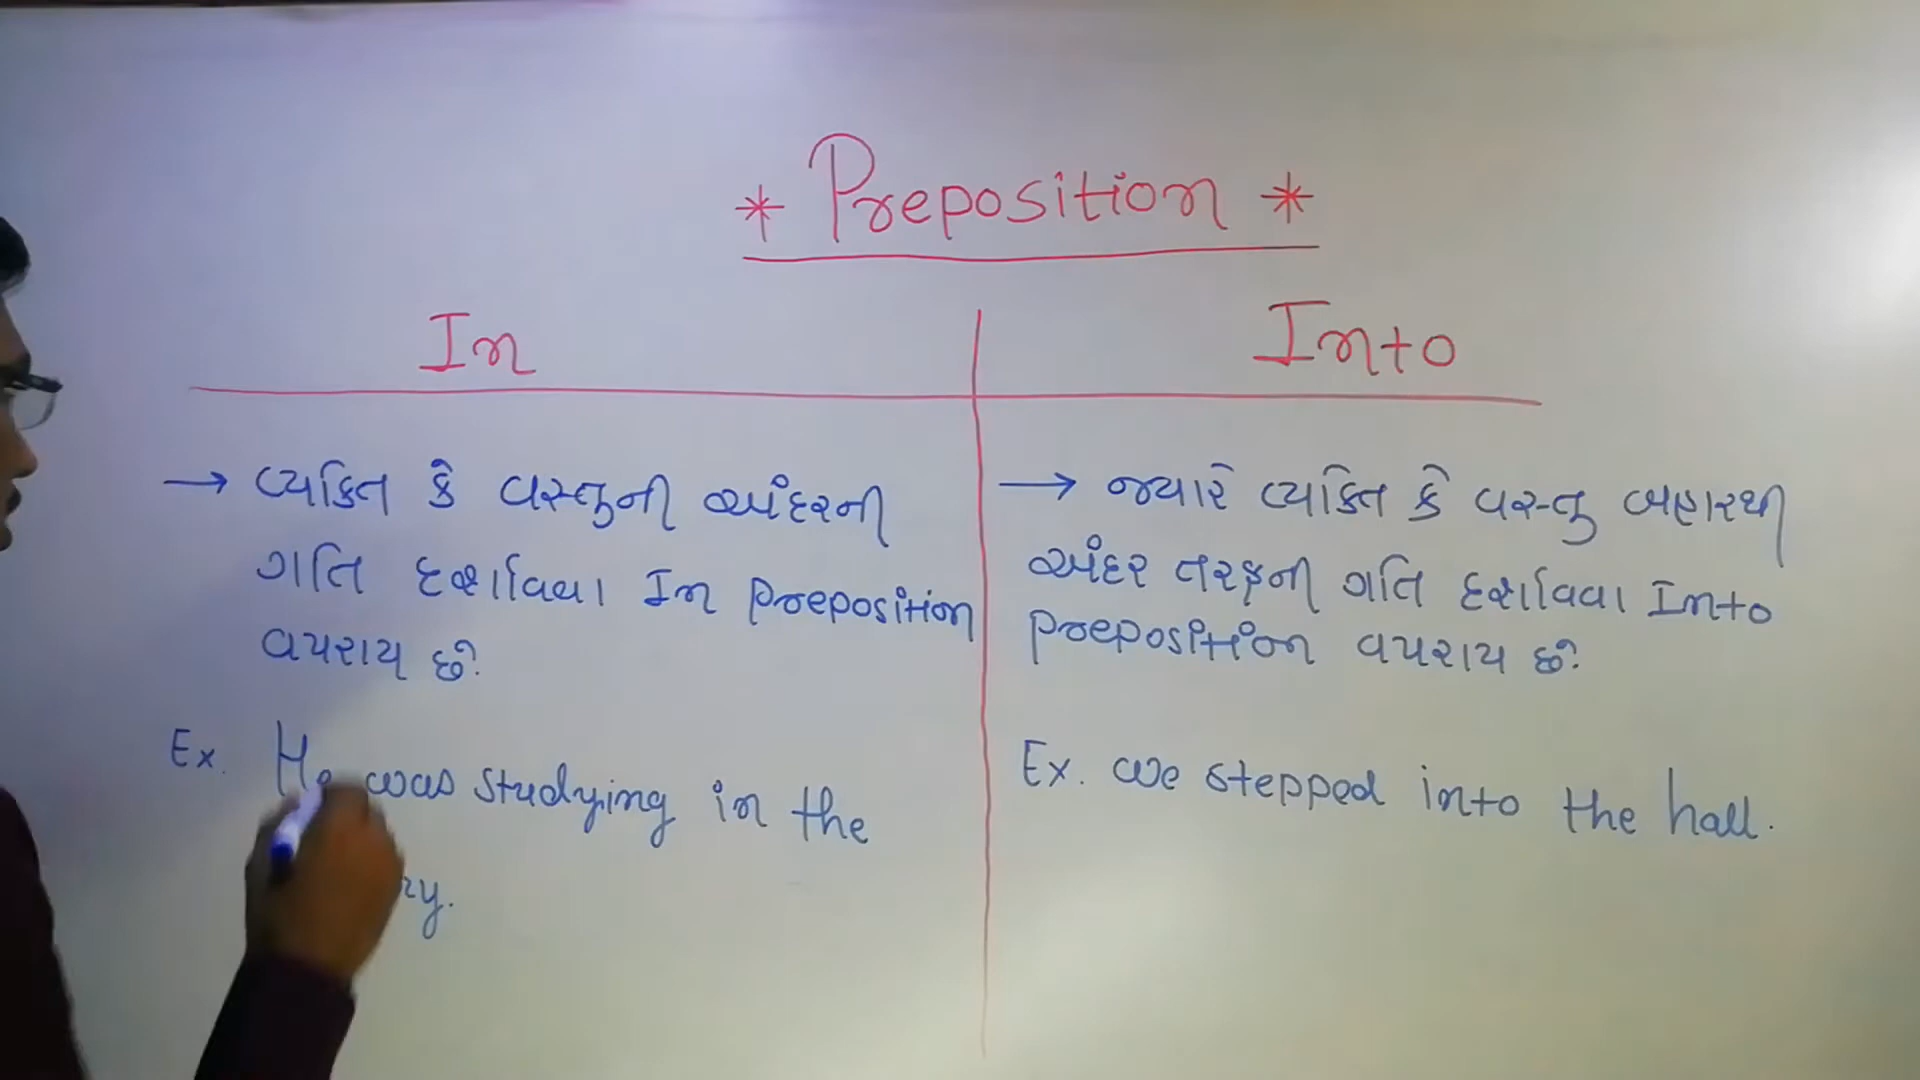 * Preposition *
In
Into
→ વ્યકિત કે વસ્તુની અંદરની
ગતિ દર્શાવવા In preposition
વપરાય છે.
Ex. He was studying in the
→ જ્યારે વ્યકિત કે વસ્તુ બહારથી
અંદર તરફની ગતિ દર્શાવવા Into
preposition વપરાય છે.
Ex. we stepped into the hall.